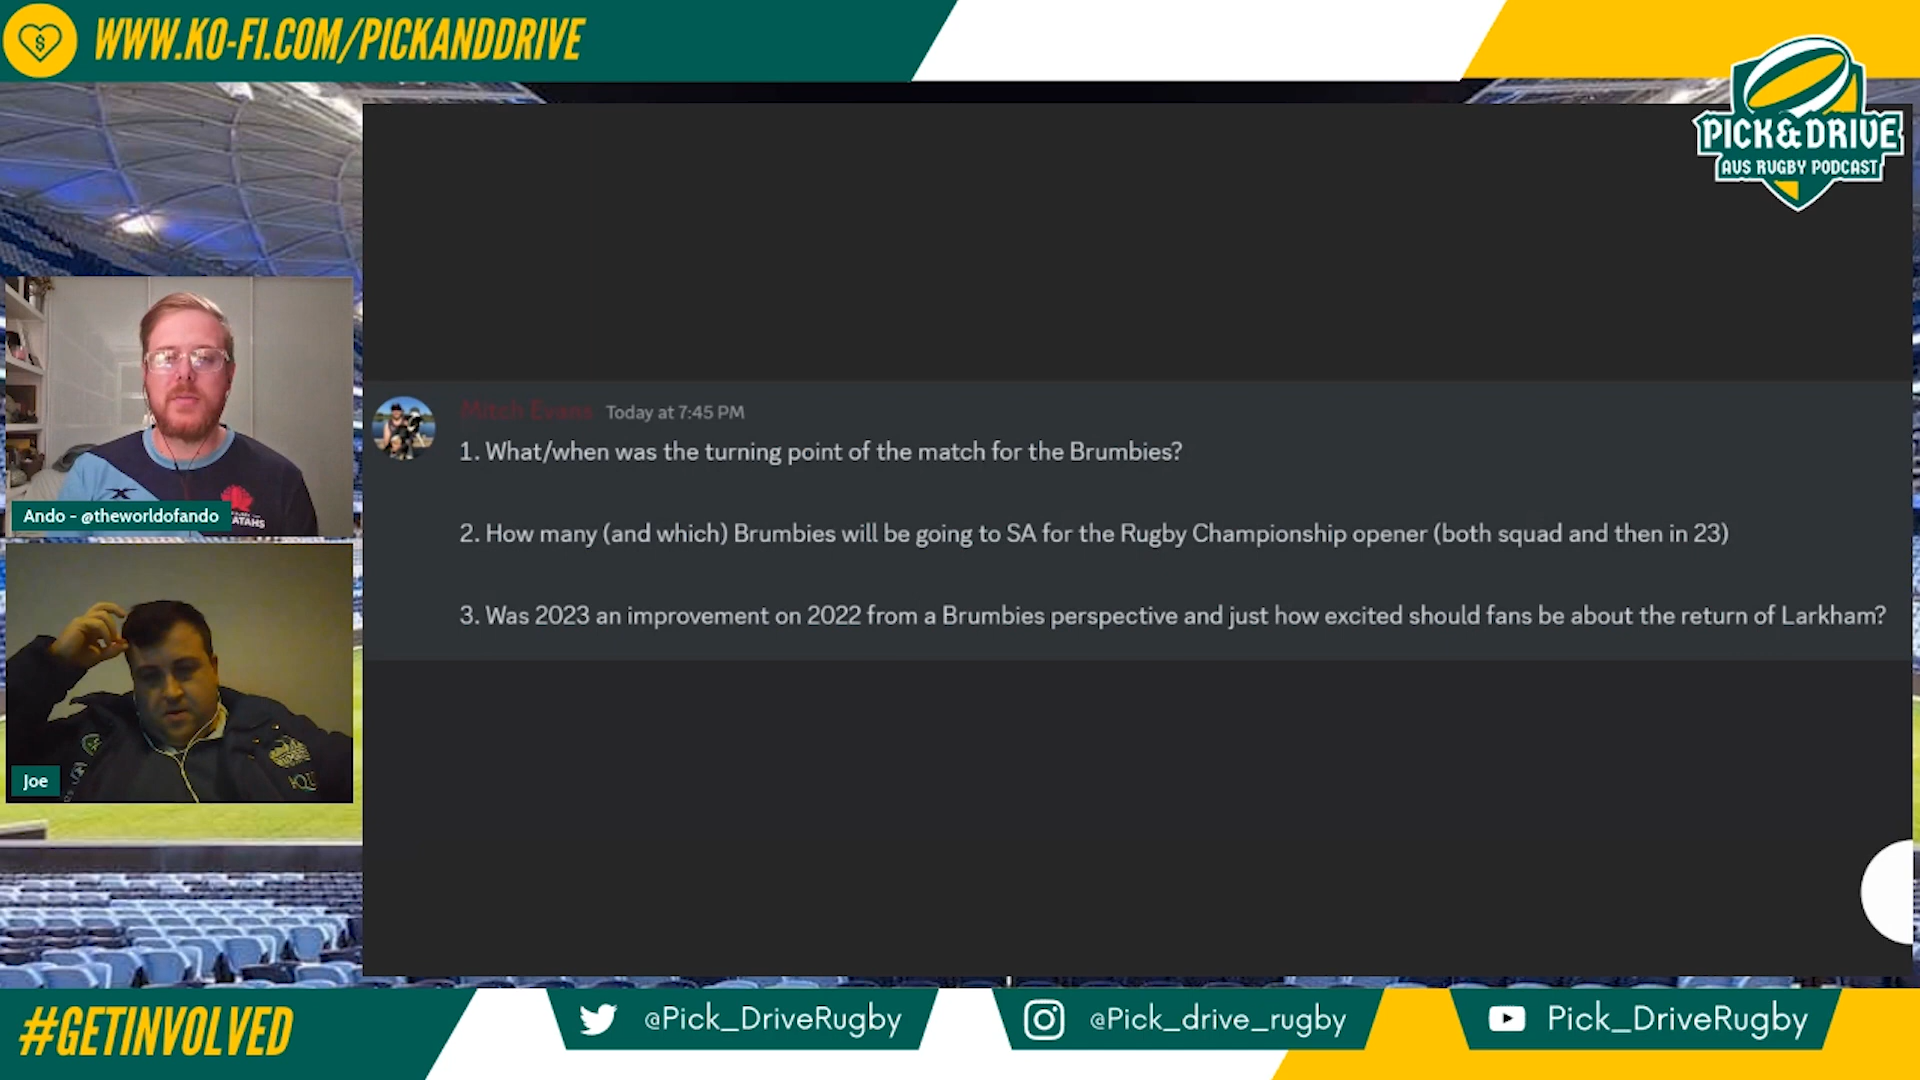 WWW.KO-FI.COM/PICKANDDRIVE
PICK&DRIVE
AUS RUGBY PODCAST
Mitch Evans Today at 7:45 PM
1. What/when was the turning point of the match for the Brumbies?
2. How many (and which) Brumbies will be going to SA for the Rugby Championship opener (both squad and then in 23)
3. Was 2023 an improvement on 2022 from a Brumbies perspective and just how excited should fans be about the return of Larkham?
Ando - @theworldofando
ATAHS
Joe
#GETINVOLVED
@Pick_DriveRugby
@Pick_drive_rugby
Pick_DriveRugby